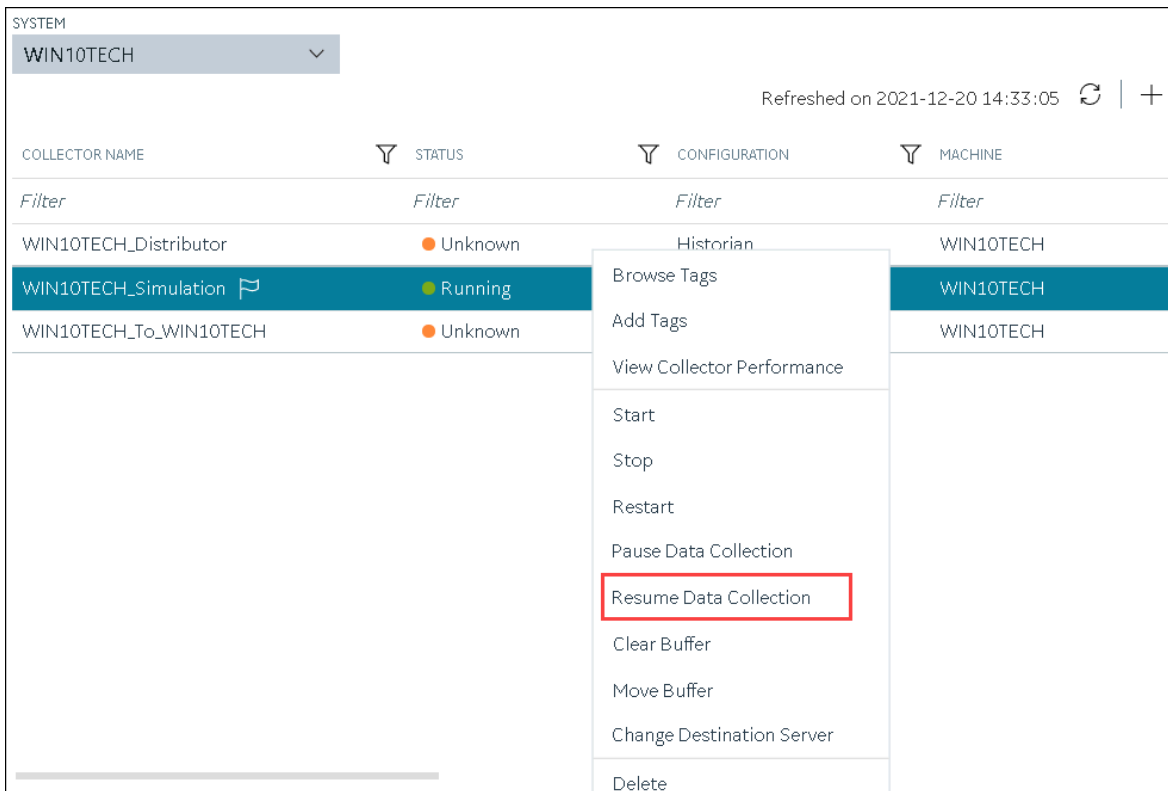 SYSTEM
WIN10TECH
Refreshed on 2021-12-20 14:33:05
COLLECTOR NAME STATUS CONFIGURATION MACHINE
Filter Filter Filter Filter
WIN10TECH_Distributor Unknown Historian WIN10TECH
WIN10TECH_Simulation Running WIN10TECH
WIN10TECH_To_WIN10TECH Unknown WIN10TECH
Browse Tags
Add Tags
View Collector Performance
Start
Stop
Restart
Pause Data Collection
Resume Data Collection
Clear Buffer
Move Buffer
Change Destination Server
Delete